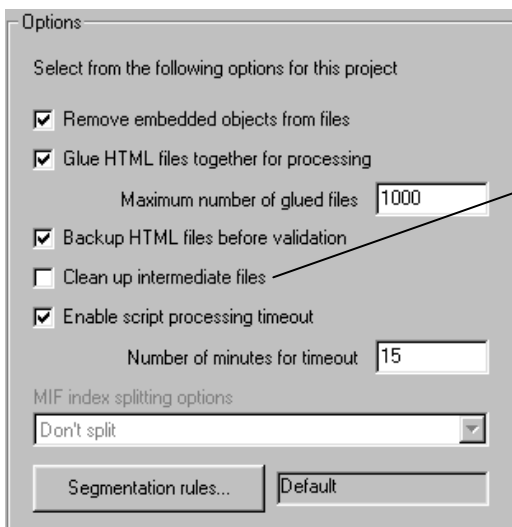 Options
Select from the following options for this project
Remove embedded objects from files
Glue HTML files together for processing
Maximum number of glued files 1000
Backup HTML files before validation
Clean up intermediate files
Enable script processing timeout
Number of minutes for timeout 15
MIF index splitting options
Don't split
Segmentation rules... Default